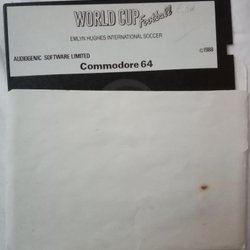 WORLD CUP Football
EMLYN HUGHES INTERNATIONAL SOCCER
AUDIOGENIC SOFTWARE LIMITED
©1988
Commodore 64